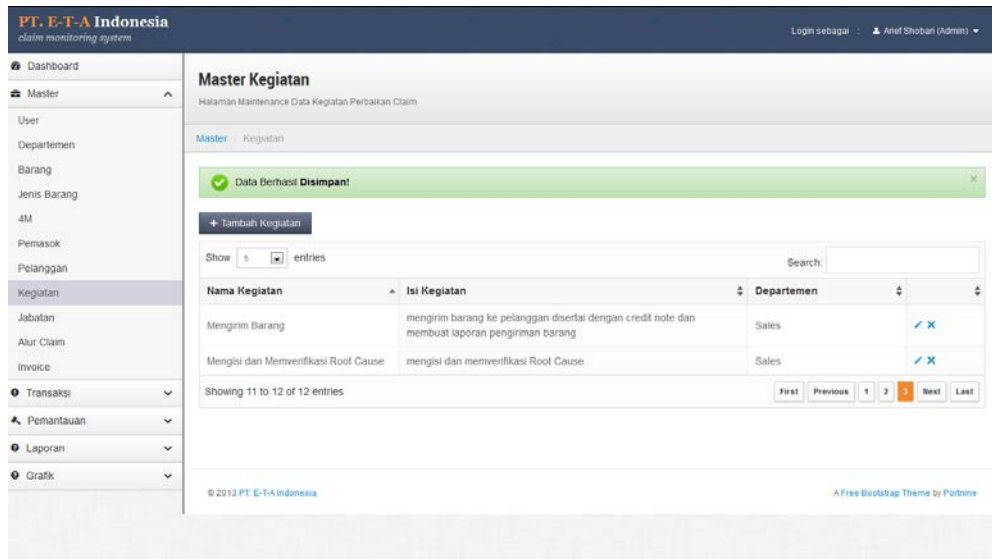 PT. E-T-A Indonesia
claim monitoring system
Login sebagai : Arief Shobari (Admin)
Dashboard
Master
User
Departemen
Barang
Jenis Barang
4M
Pemasok
Pelanggan
Kegiatan
Jabatan
Alur Claim
Invoice
Transaksi
Pemantauan
Laporan
Grafik
Master Kegiatan
Halaman Maintenance Data Kegiatan Perbaikan Claim
Master / Kegiatan
Data Berhasil Disimpan!
×
+ Tambah Kegiatan
Show 5 entries
Search:
Nama Kegiatan Isi Kegiatan Departemen
Mengirim Barang mengirim barang ke pelanggan disertai dengan credit note dan membuat laporan pengiriman barang Sales
Mengisi dan Memverifikasi Root Cause mengisi dan memverifikasi Root Cause Sales
Showing 11 to 12 of 12 entries
First Previous 1 2 3 Next Last
© 2013 PT. E-T-A Indonesia
A Free Bootstrap Theme by Portnine